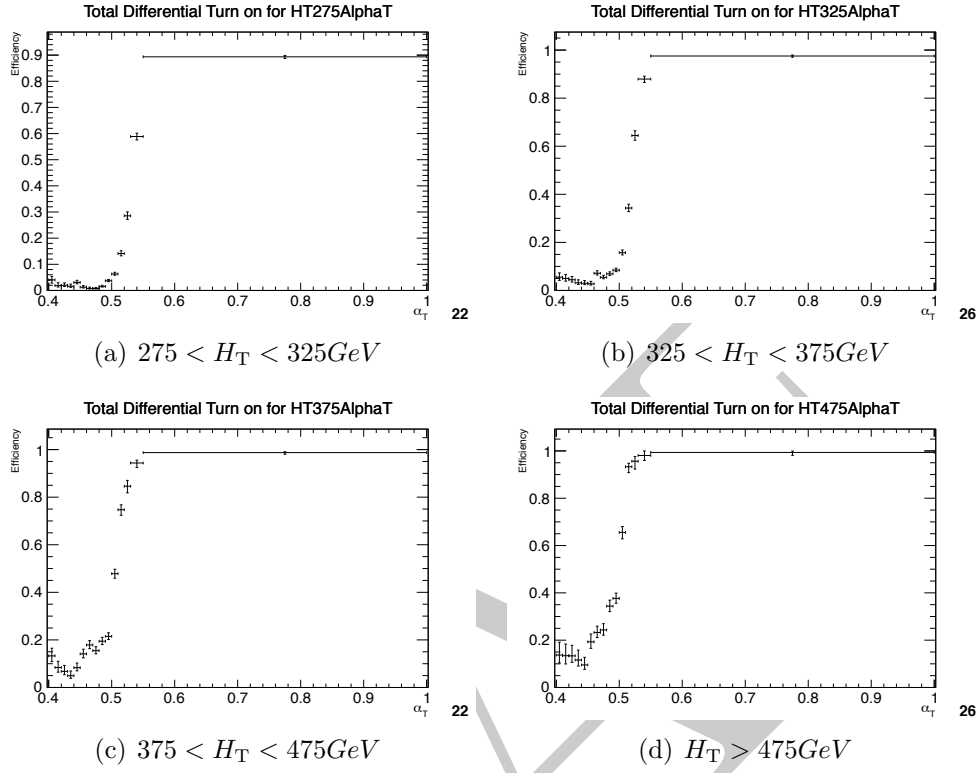 Total Differential Turn on for HT275AlphaT
Efficiency
0.9
0.8
0.7
0.6
0.5
0.4
0.3
0.2
0.1
0
0.4 0.5 0.6 0.7 0.8 0.9 1
α_T
22
(a) 275 < H_T < 325GeV
Total Differential Turn on for HT325AlphaT
Efficiency
1
0.8
0.6
0.4
0.2
0
0.4 0.5 0.6 0.7 0.8 0.9 1
α_T
26
(b) 325 < H_T < 375GeV
Total Differential Turn on for HT375AlphaT
Efficiency
1
0.8
0.6
0.4
0.2
0
0.4 0.5 0.6 0.7 0.8 0.9 1
α_T
22
(c) 375 < H_T < 475GeV
Total Differential Turn on for HT475AlphaT
Efficiency
1
0.8
0.6
0.4
0.2
0
0.4 0.5 0.6 0.7 0.8 0.9 1
α_T
26
(d) H_T > 475GeV